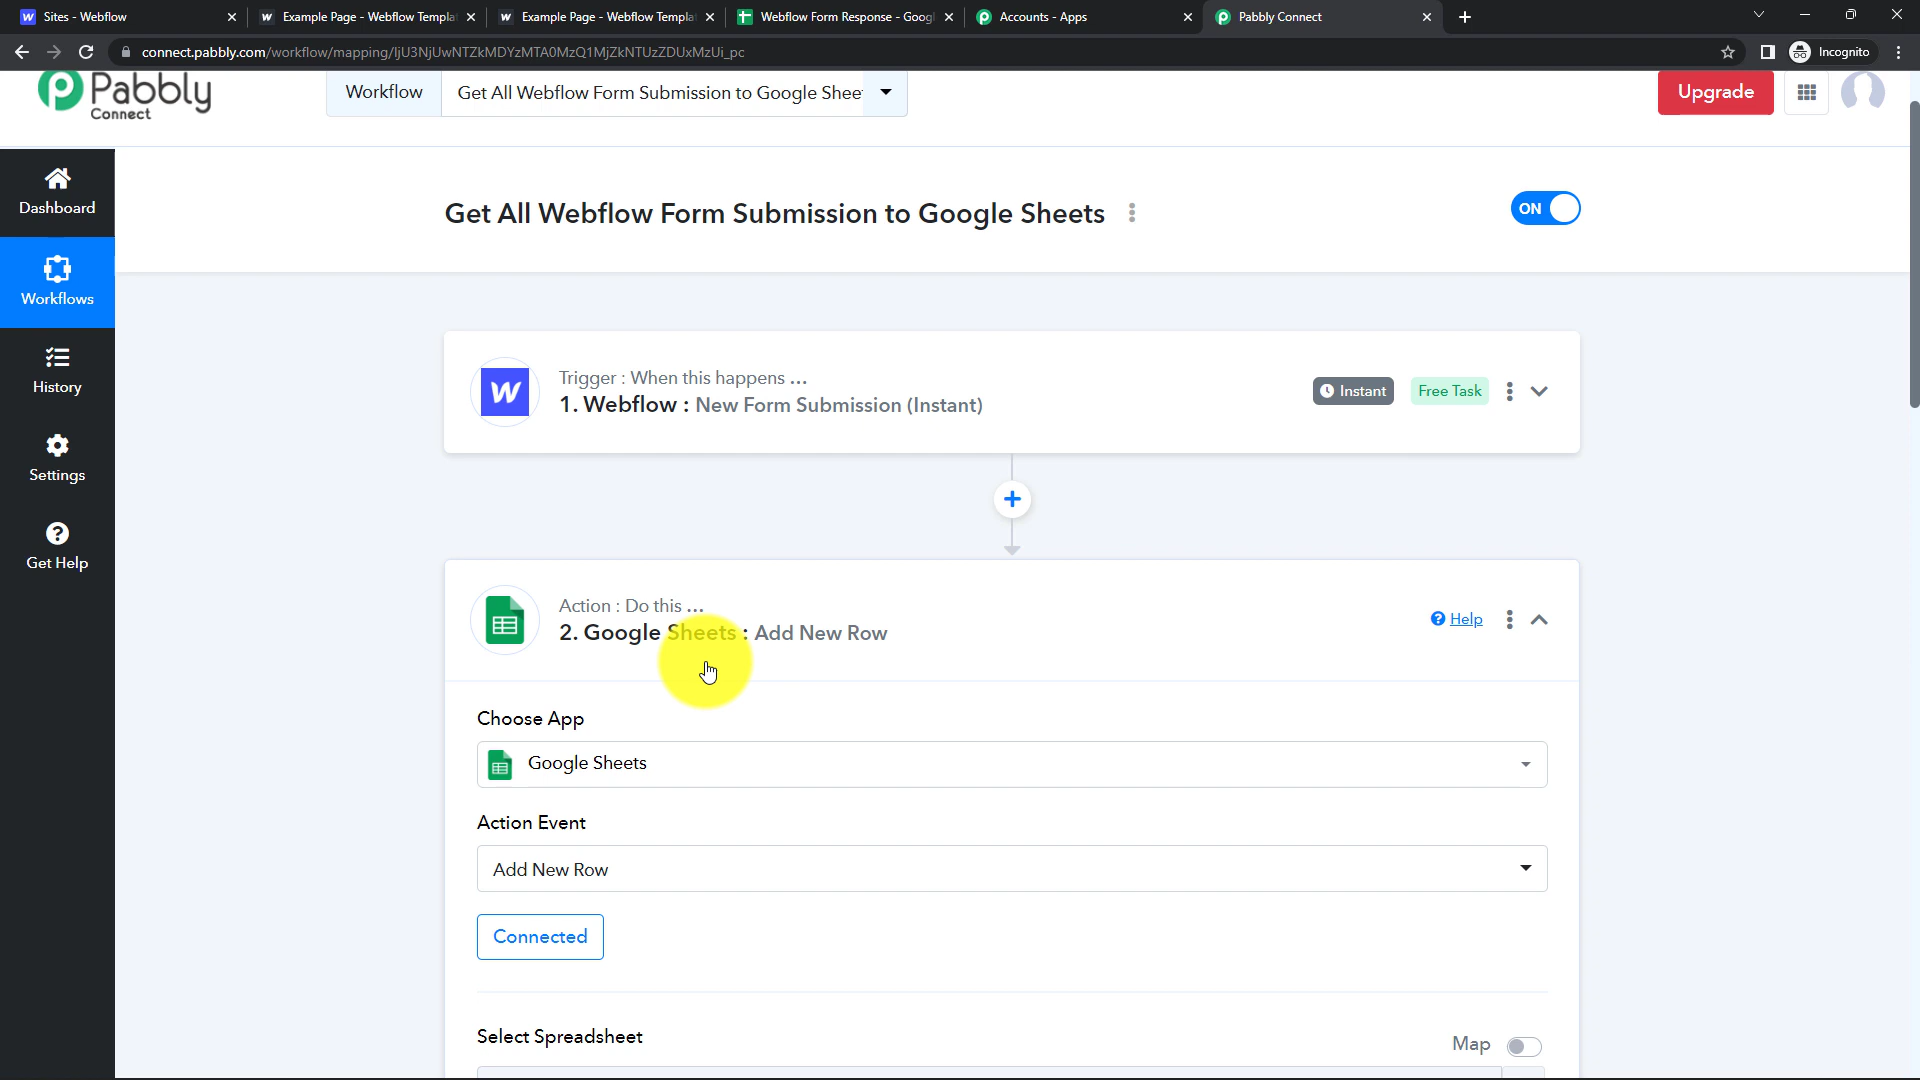 Sites - Webflow
Example Page - Webflow Templa
Example Page - Webflow Templa
Webflow Form Response - Goog
Accounts - Apps
Pabbly Connect
connect.pabbly.com/workflow/mapping/IjU3NjUwNTZkMDYzMTA0MzQ1MjZkNTUzZDUxMzUi_pc
Incognito
Pabbly
Connect
Workflow
Get All Webflow Form Submission to Google Shee
Upgrade
Dashboard
Workflows
History
Settings
Get Help
Get All Webflow Form Submission to Google Sheets
ON
Trigger : When this happens ...
1. Webflow : New Form Submission (Instant)
Instant
Free Task
Action : Do this ...
2. Google Sheets : Add New Row
Help
Choose App
Google Sheets
Action Event
Add New Row
Connected
Select Spreadsheet
Map